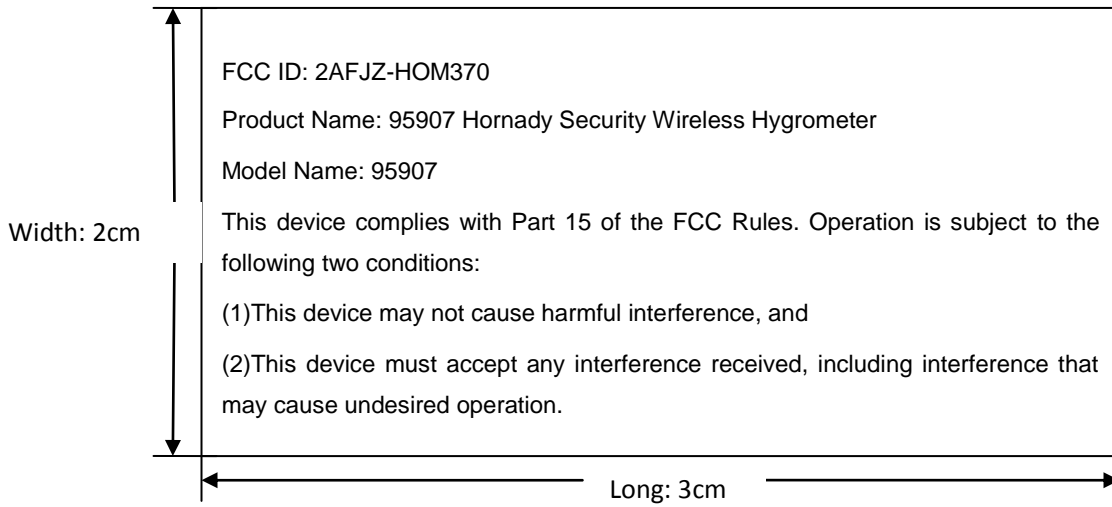 FCC ID: 2AFJZ-HOM370
Product Name: 95907 Hornady Security Wireless Hygrometer
Model Name: 95907
Width: 2cm
This device complies with Part 15 of the FCC Rules. Operation is subject to the
following two conditions:
(1)This device may not cause harmful interference, and
(2)This device must accept any interference received, including interference that
may cause undesired operation.
Long: 3cm